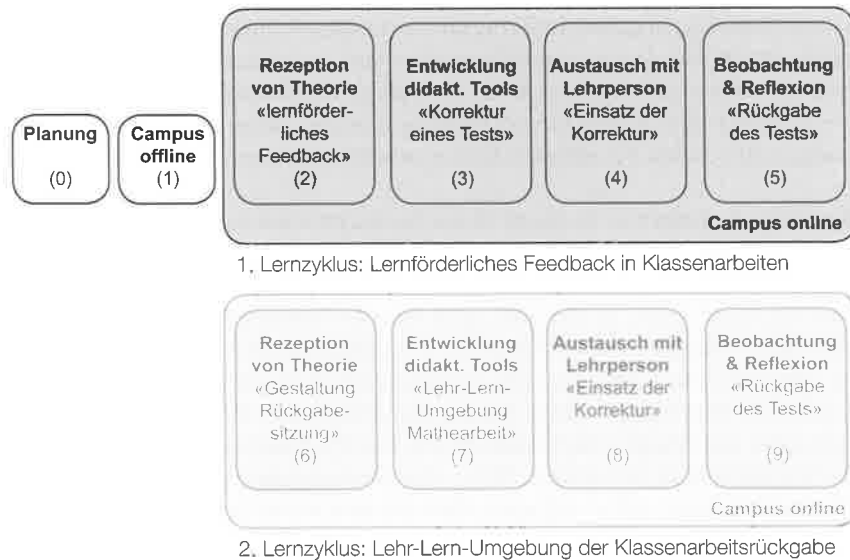 Planung
(0)
Campus
offline
(1)
Rezeption
von Theorie
«lernförder-
liches
Feedback»
(2)
Entwicklung
didakt. Tools
«Korrektur
eines Tests»
(3)
Austausch mit
Lehrperson
«Einsatz der
Korrektur»
(4)
Beobachtung
& Reflexion
«Rückgabe
des Tests»
(5)
Campus online
1. Lernzyklus: Lernförderliches Feedback in Klassenarbeiten
Rezeption
von Theorie
«Gestaltung
Rückgabe-
sitzung»
(6)
Entwicklung
didakt. Tools
«Lehr-Lern-
Umgebung
Mathearbeit»
(7)
Austausch mit
Lehrperson
«Einsatz der
Korrektur»
(8)
Beobachtung
& Reflexion
«Rückgabe
des Tests»
(9)
Campus online
2. Lernzyklus: Lehr-Lern-Umgebung der Klassenarbeitsrückgabe